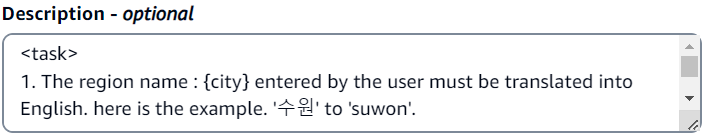 Description - optional
<task>
1. The region name : {city} entered by the user must be translated into
English. here is the example. '수원' to 'suwon'.